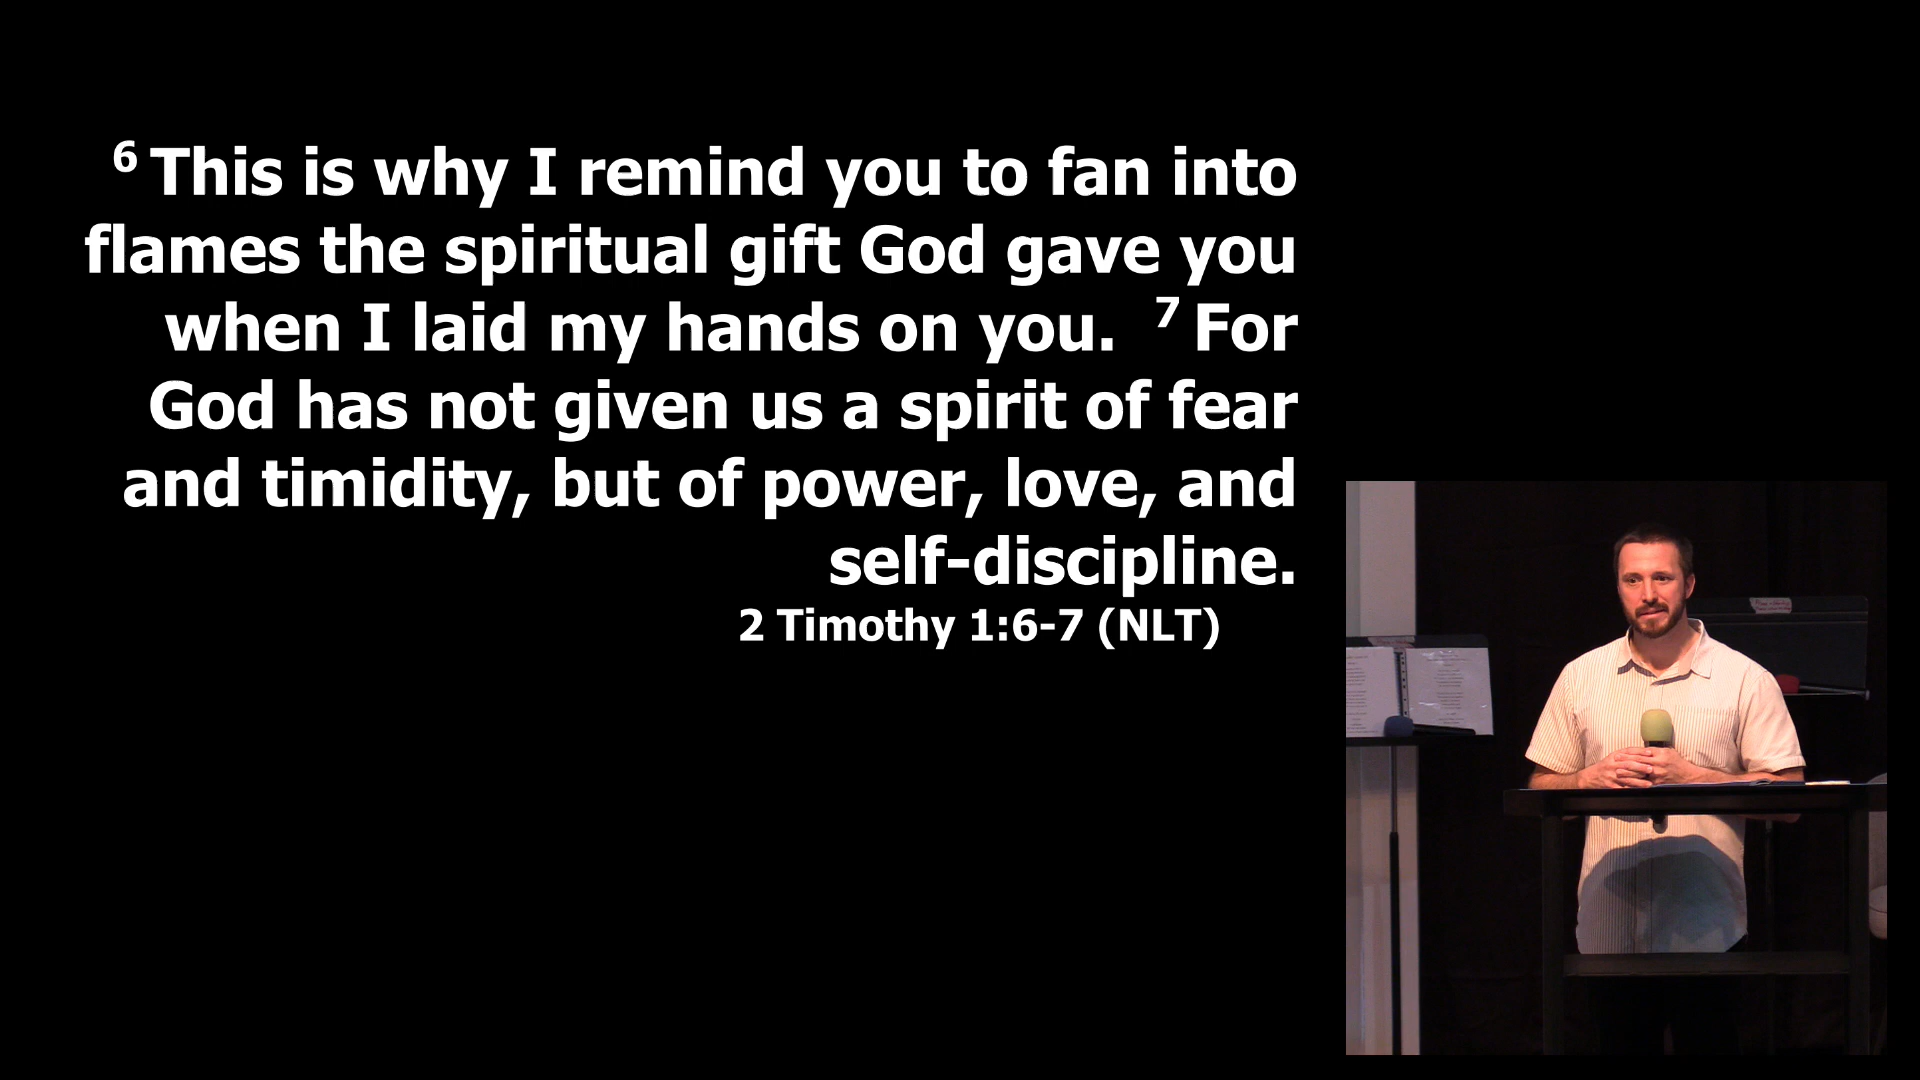 6 This is why I remind you to fan into
flames the spiritual gift God gave you
when I laid my hands on you. 7 For
God has not given us a spirit of fear
and timidity, but of power, love, and
self-discipline.
2 Timothy 1:6-7 (NLT)